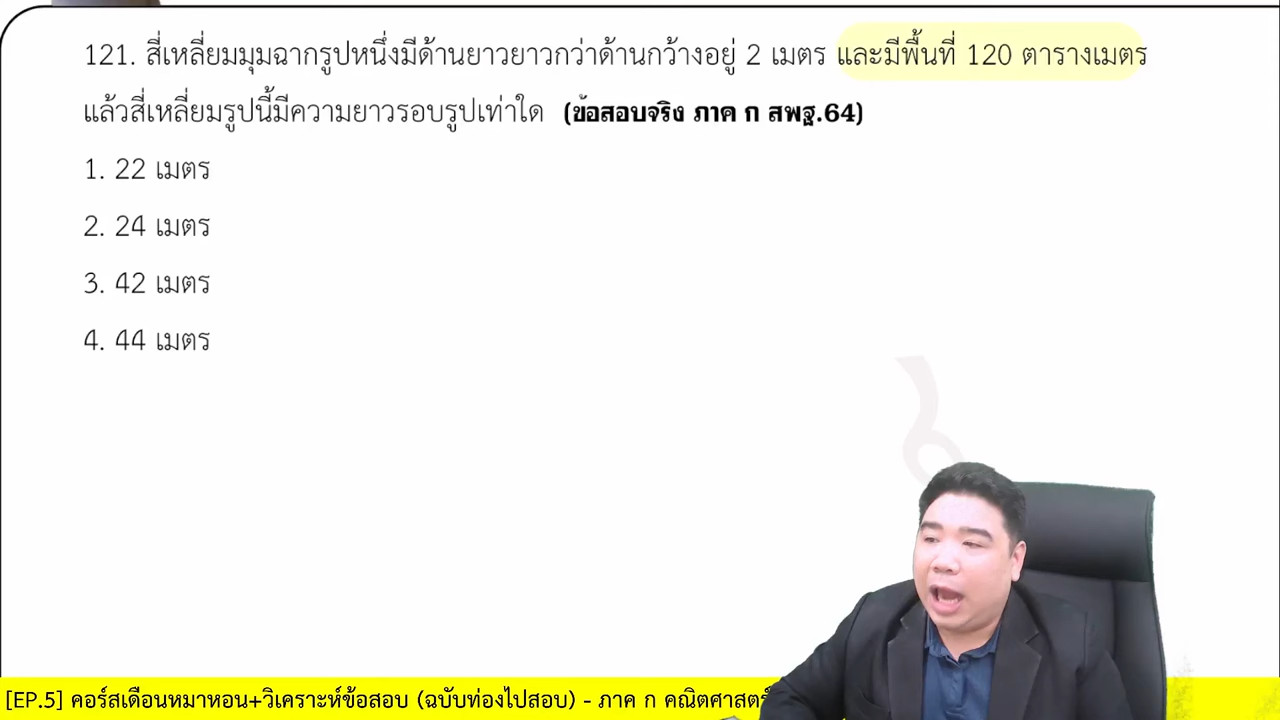 121. สี่เหลี่ยมมุมฉากรูปหนึ่งมีด้านยาวยาวกว่าด้านกว้างอยู่ 2 เมตร และมีพื้นที่ 120 ตารางเมตร
แล้วสี่เหลี่ยมรูปนี้มีความยาวรอบรูปเท่าใด (ข้อสอบจริง ภาค ก สพฐ.64)
1. 22 เมตร
2. 24 เมตร
3. 42 เมตร
4. 44 เมตร
[EP.5] คอร์สเดือนหมาหอน+วิเคราะห์ข้อสอบ (ฉบับท่องไปสอบ) - ภาค ก คณิตศาสตร์